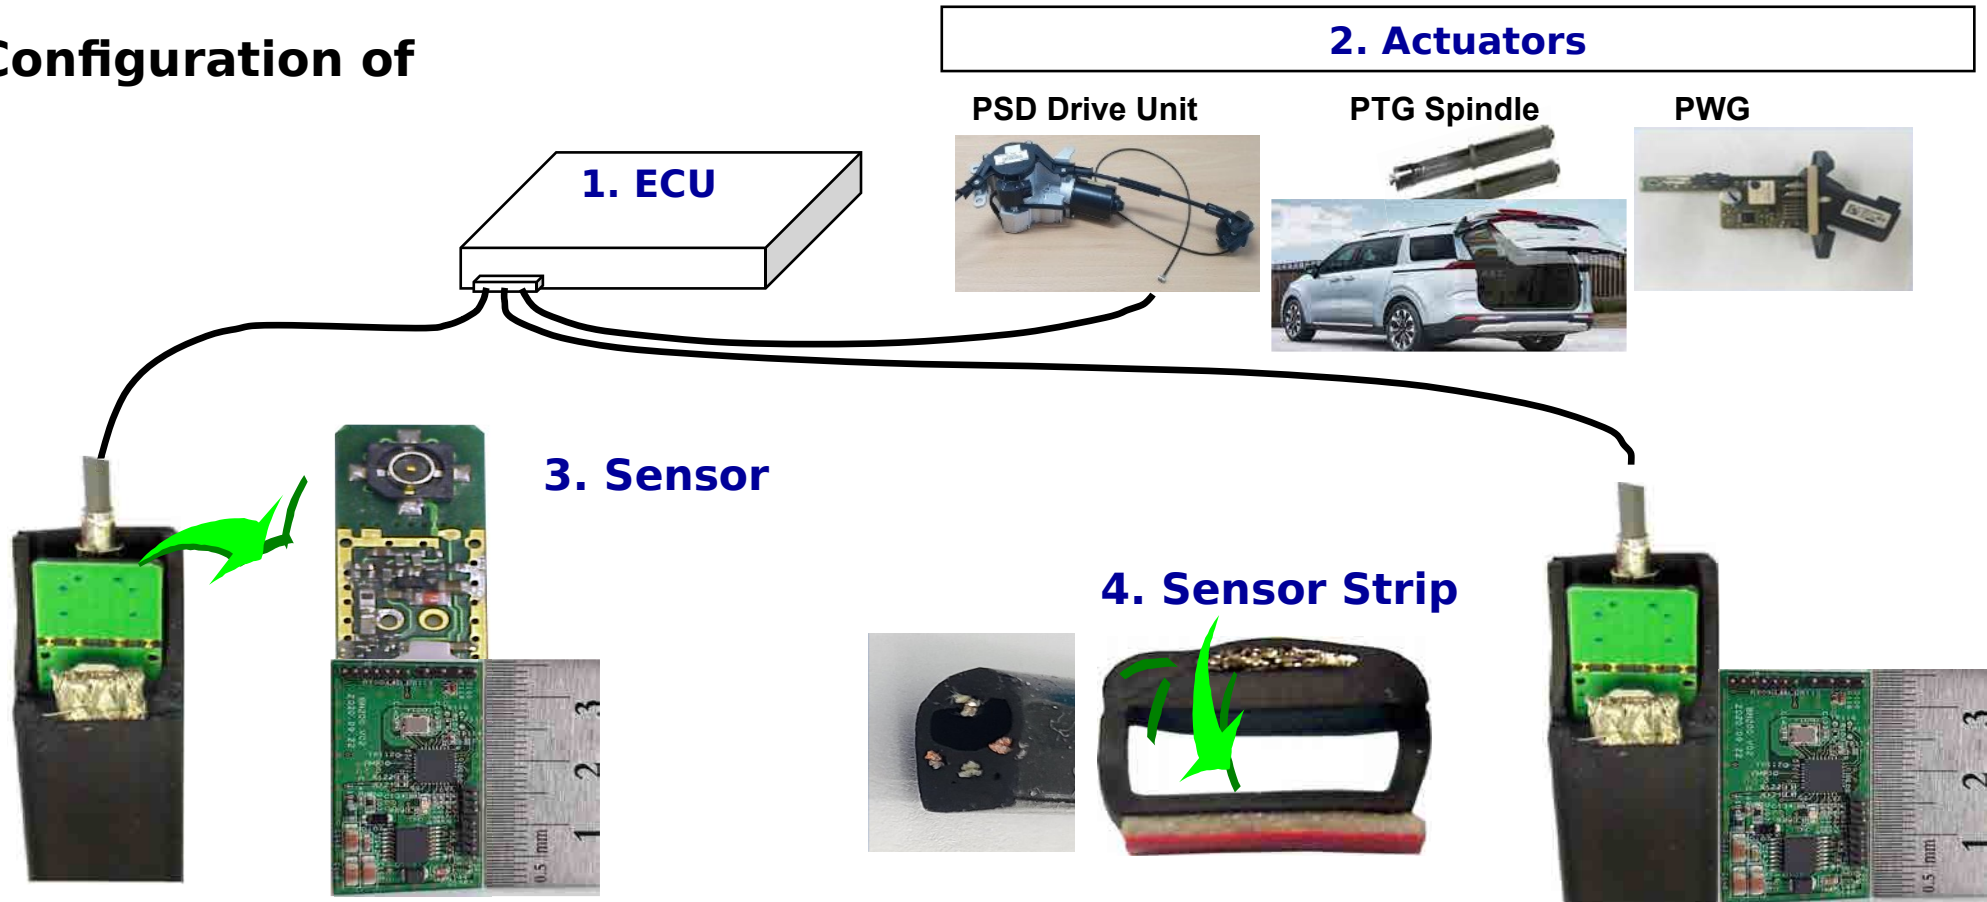 Configuration of
2. Actuators
PSD Drive Unit
PTG Spindle
PWG
1. ECU
3. Sensor
4. Sensor Strip
3
2
1
0.5 mm
3
2
1
0.5 mm